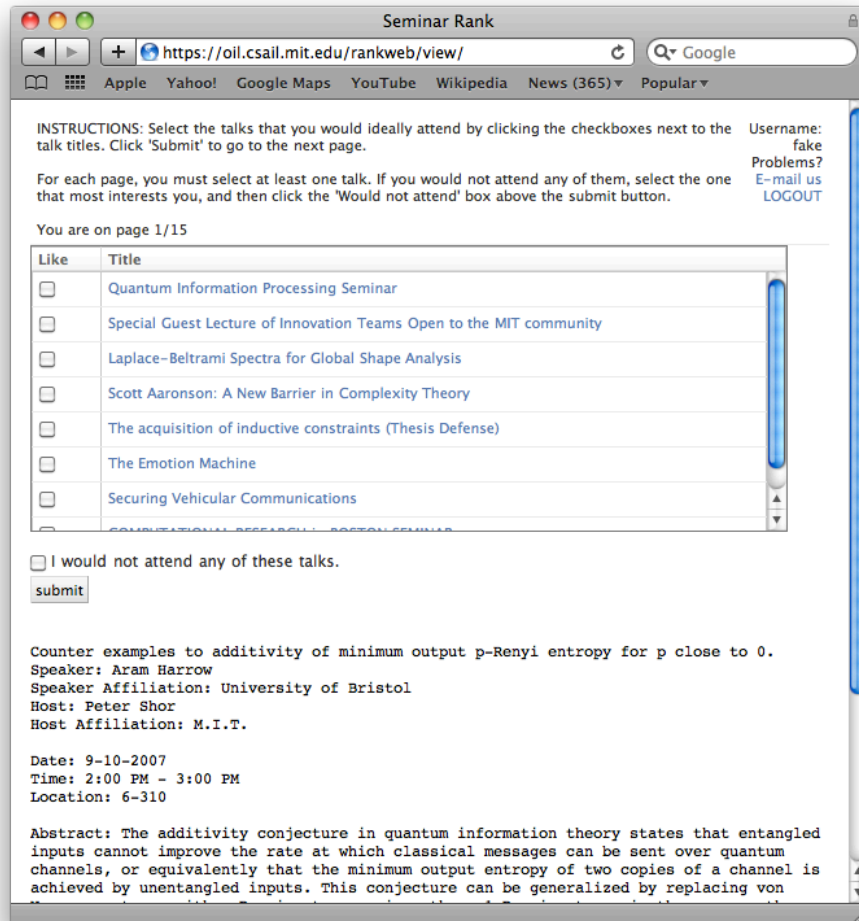 Seminar Rank
https://oil.csail.mit.edu/rankweb/view/
Google
Apple Yahoo! Google Maps YouTube Wikipedia News (365) Popular
INSTRUCTIONS: Select the talks that you would ideally attend by clicking the checkboxes next to the
talk titles. Click 'Submit' to go to the next page.
For each page, you must select at least one talk. If you would not attend any of them, select the one
that most interests you, and then click the 'Would not attend' box above the submit button.
Username:
fake
Problems?
E-mail us
LOGOUT
You are on page 1/15
Like Title
Quantum Information Processing Seminar
Special Guest Lecture of Innovation Teams Open to the MIT community
Laplace-Beltrami Spectra for Global Shape Analysis
Scott Aaronson: A New Barrier in Complexity Theory
The acquisition of inductive constraints (Thesis Defense)
The Emotion Machine
Securing Vehicular Communications
COMPUTATIONAL RESEARCH in BOSTON SEMINAR
I would not attend any of these talks.
submit
Counter examples to additivity of minimum output p-Renyi entropy for p close to 0.
Speaker: Aram Harrow
Speaker Affiliation: University of Bristol
Host: Peter Shor
Host Affiliation: M.I.T.
Date: 9-10-2007
Time: 2:00 PM - 3:00 PM
Location: 6-310
Abstract: The additivity conjecture in quantum information theory states that entangled
inputs cannot improve the rate at which classical messages can be sent over quantum
channels, or equivalently that the minimum output entropy of two copies of a channel is
achieved by unentangled inputs. This conjecture can be generalized by replacing von